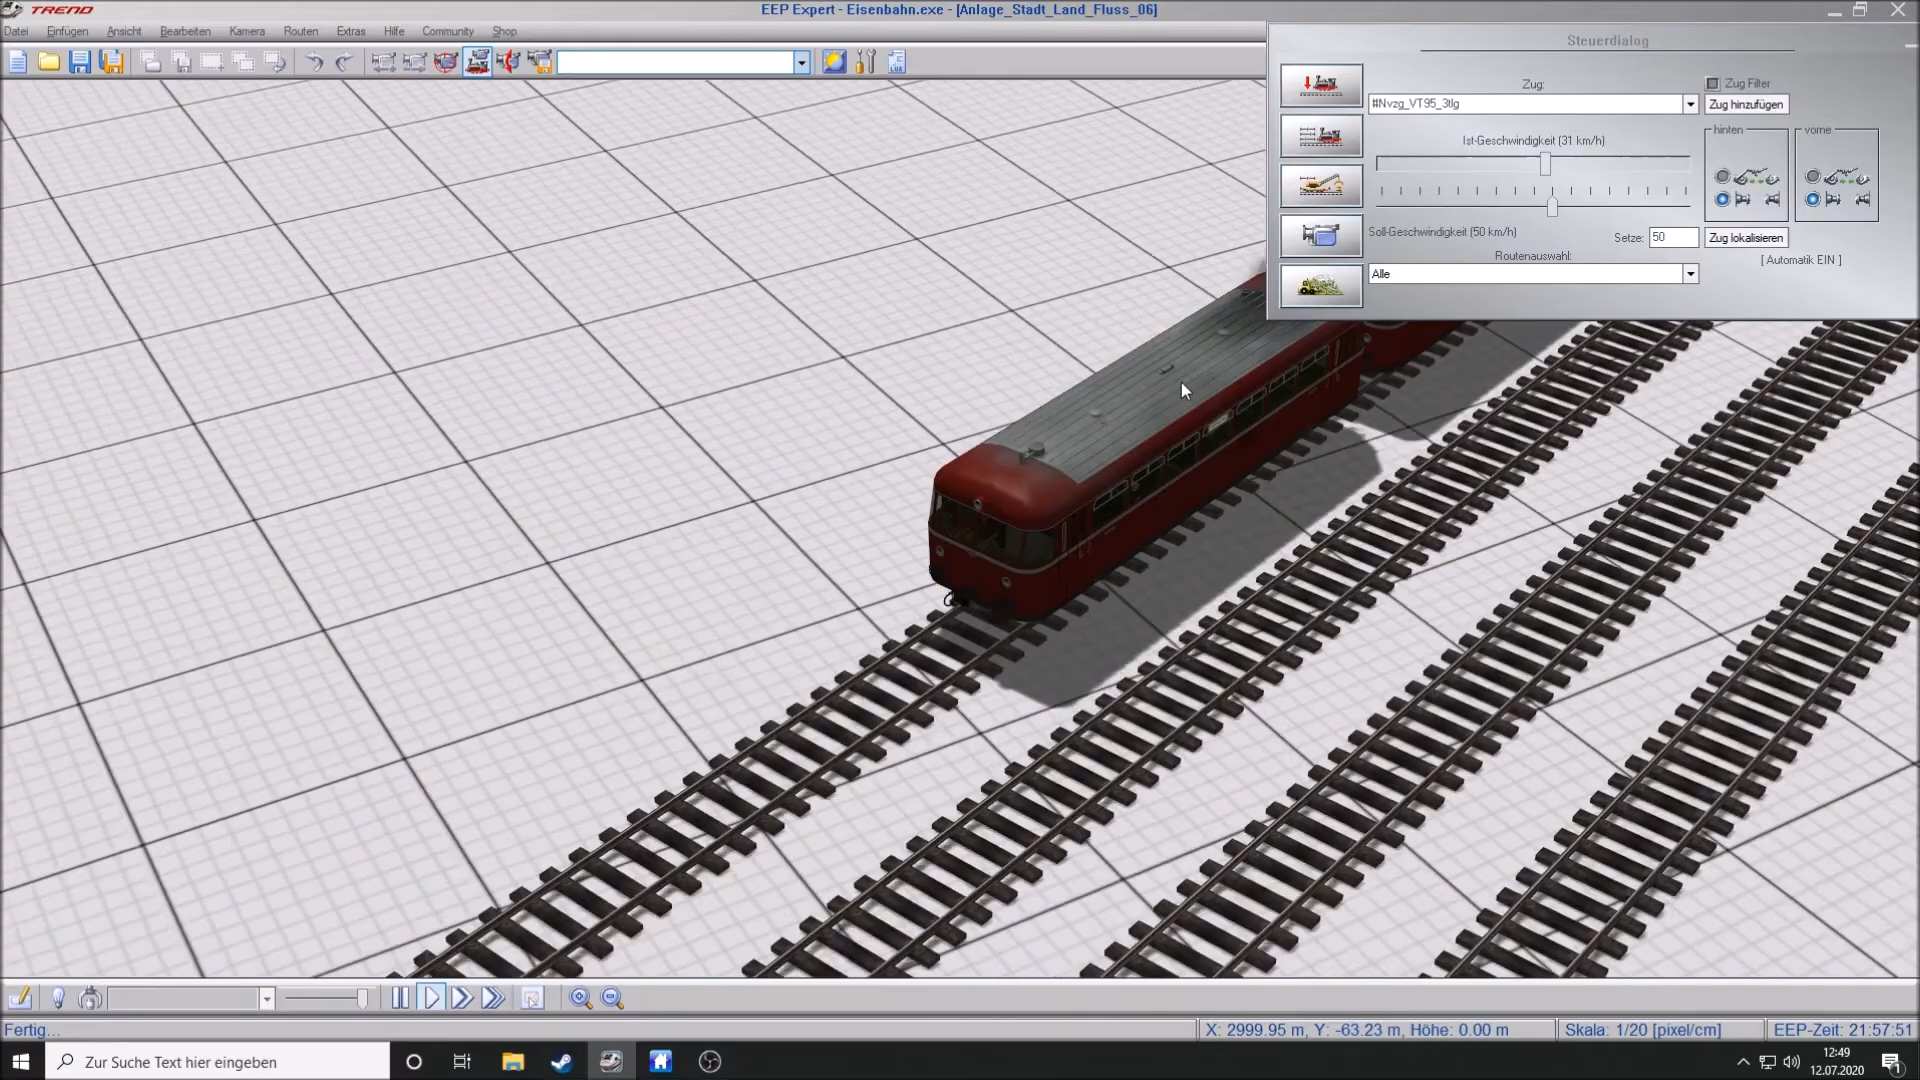 TREND
EEP Expert - Eisenbahn.exe - [Anlage_Stadt_Land_Fluss_06]
Datei Einfügen Ansicht Bearbeiten Kamera Routen Extras Hilfe Community Shop
Steuerdialog
Zug:
Zug Filter
#Nvzg_VT95_3tlg
Zug hinzufügen
Ist-Geschwindigkeit (31 km/h)
hinten
vorne
Soll-Geschwindigkeit (50 km/h)
Setze: 50
Zug lokalisieren
Routenauswahl:
[ Automatik EIN ]
Alle
Fertig...
X: 2999.95 m, Y: -63.23 m, Höhe: 0.00 m
Skala: 1/20 [pixel/cm]
EEP-Zeit: 21:57:51
Zur Suche Text hier eingeben
12:49
12.07.2020
1